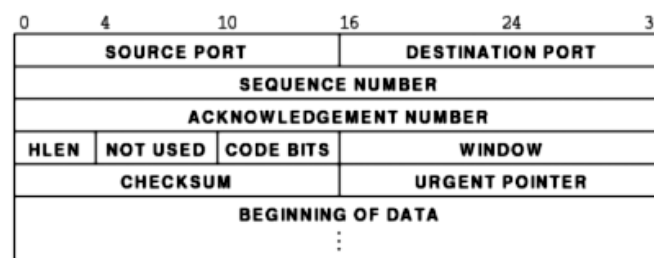 0 4 10 16 24 3
SOURCE PORT DESTINATION PORT
SEQUENCE NUMBER
ACKNOWLEDGEMENT NUMBER
HLEN NOT USED CODE BITS WINDOW
CHECKSUM URGENT POINTER
BEGINNING OF DATA